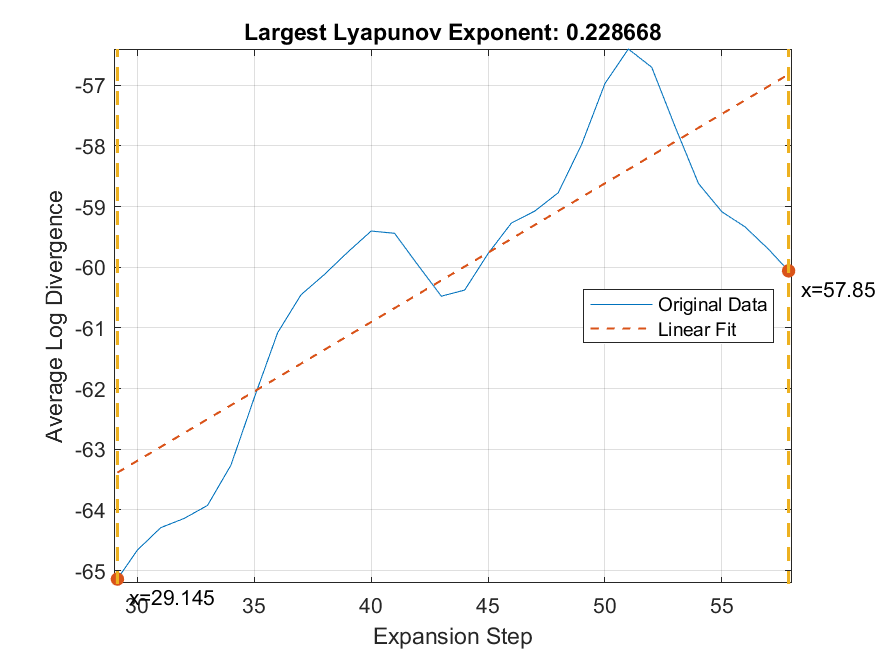 Largest Lyapunov Exponent: 0.228668
Average Log Divergence
-57
-58
-59
-60
-61
-62
-63
-64
-65
x=57.85
Original Data
Linear Fit
x=29.145
30 35 40 45 50 55
Expansion Step